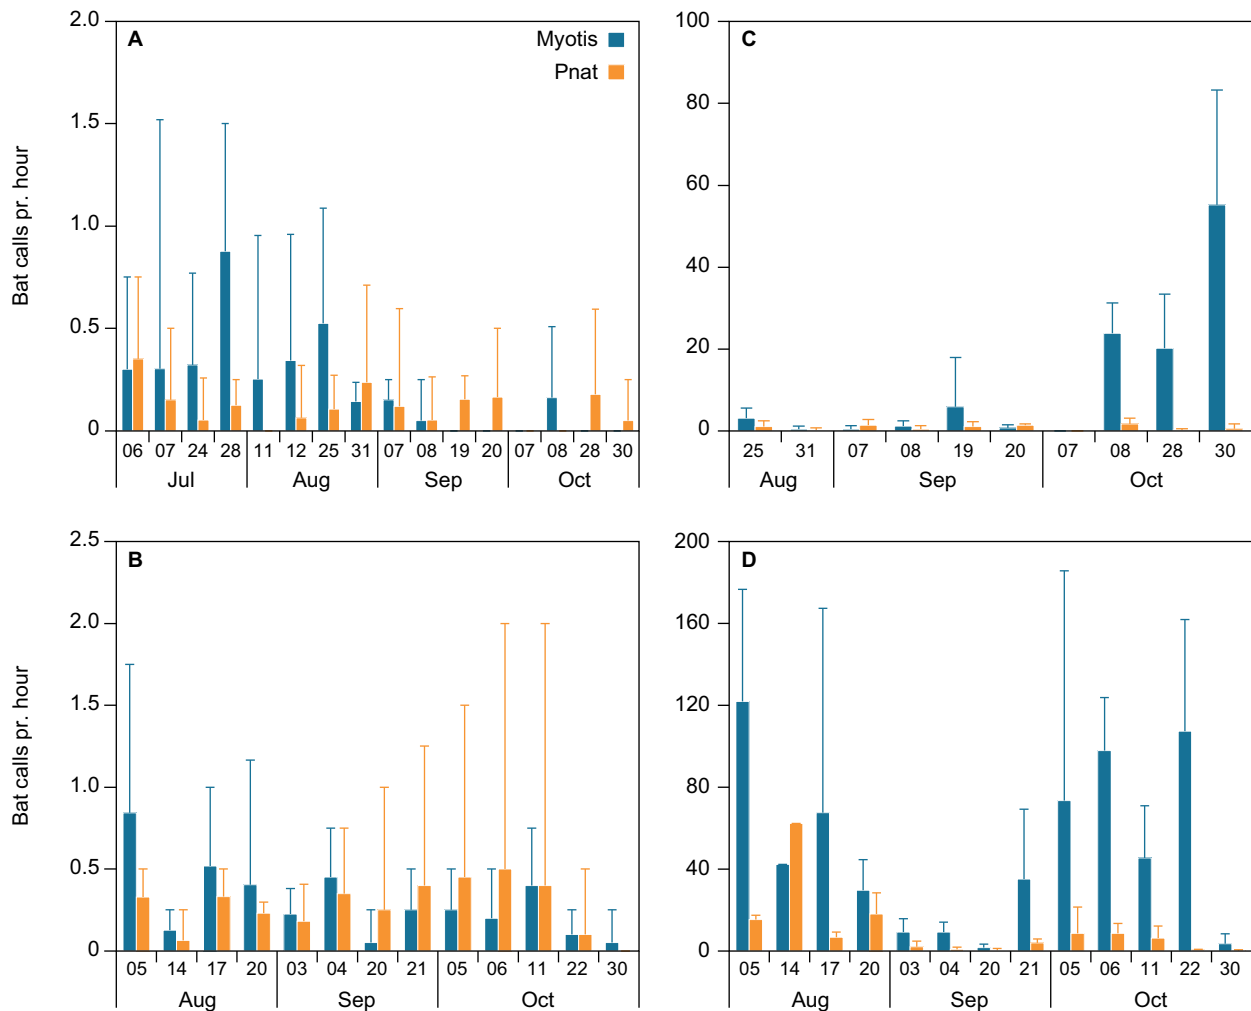 Bat calls pr. hour
2.0
1.5
1.0
0.5
0
A
Myotis
Pnat
06 07 24 28 11 12 25 31 07 08 19 20 07 08 28 30
Jul Aug Sep Oct
100
80
60
40
20
0
C
25 31 07 08 19 20 07 08 28 30
Aug Sep Oct
Bat calls pr. hour
2.5
2.0
1.5
1.0
0.5
0
B
05 14 17 20 03 04 20 21 05 06 11 22 30
Aug Sep Oct
200
160
120
80
40
0
D
05 14 17 20 03 04 20 21 05 06 11 22 30
Aug Sep Oct